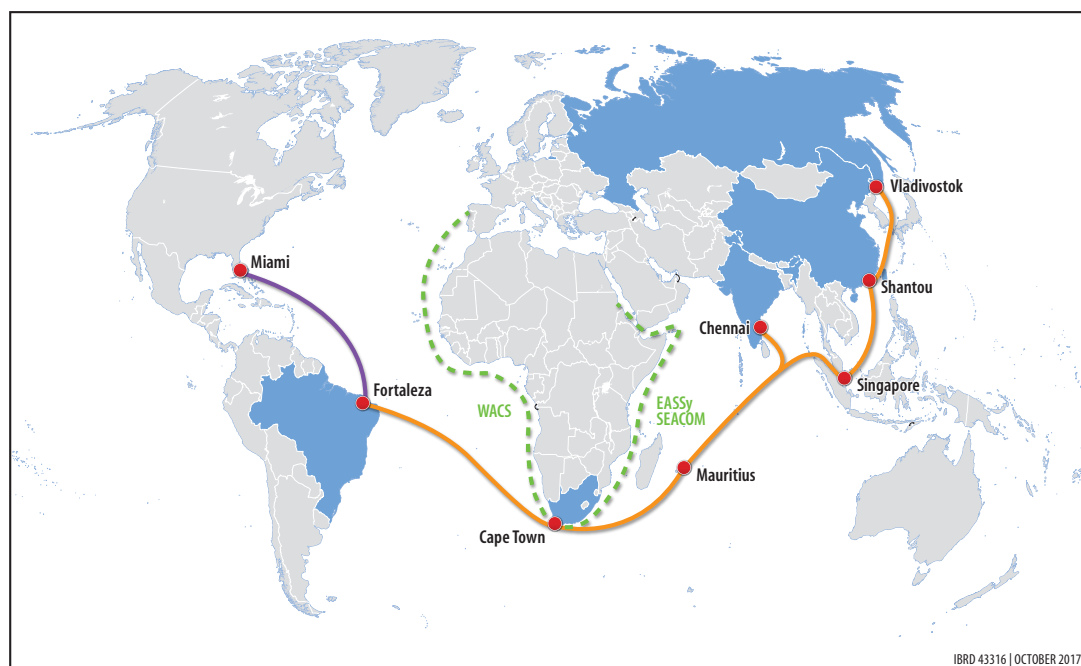 Vladivostok
Miami
Shantou
Chennai
Singapore
Fortaleza
WACS
EASSy
SEACOM
Mauritius
Cape Town
IBRD 43316 | OCTOBER 2017